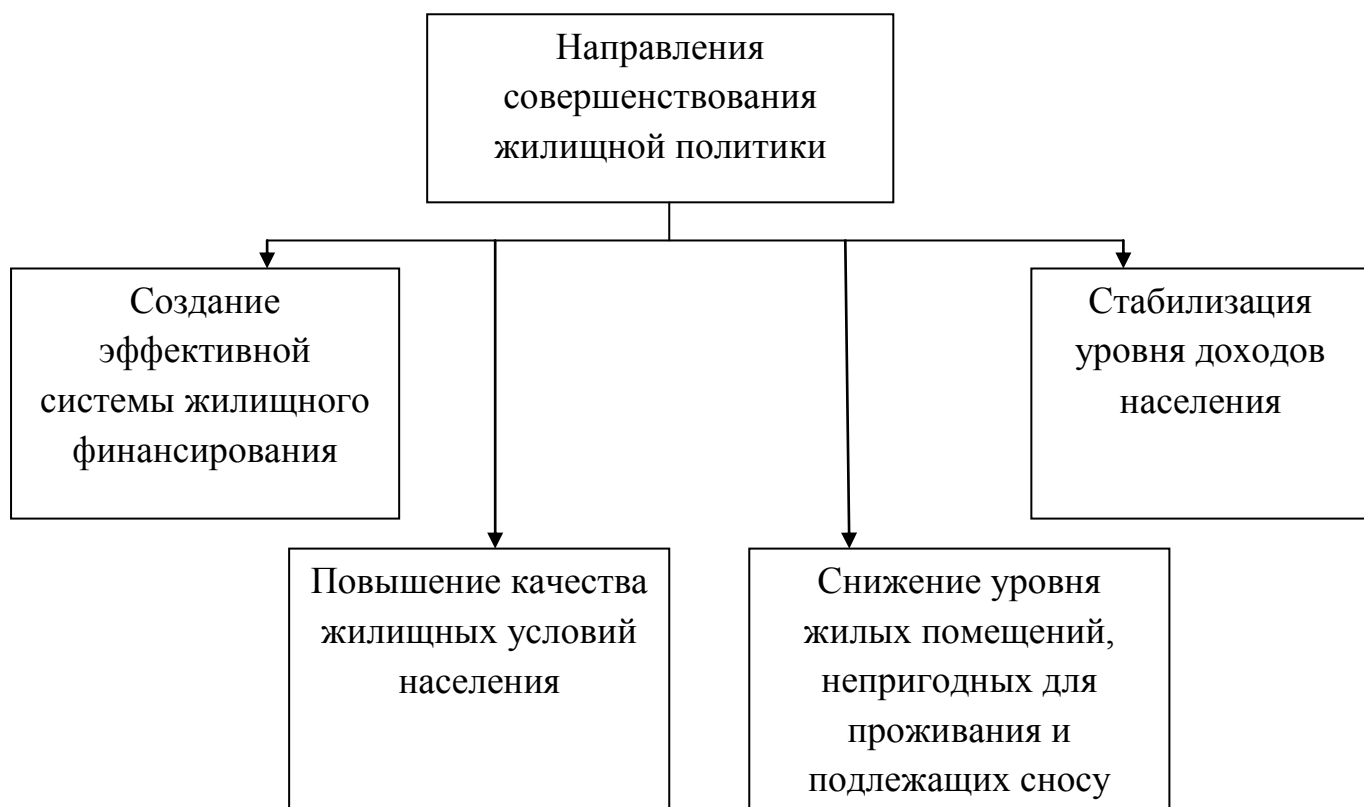 Направления
совершенствования
жилищной политики
Создание
эффективной
системы жилищного
финансирования
Стабилизация
уровня доходов
населения
Повышение качества
жилищных условий
населения
Снижение уровня
жилых помещений,
непригодных для
проживания и
подлежащих сносу